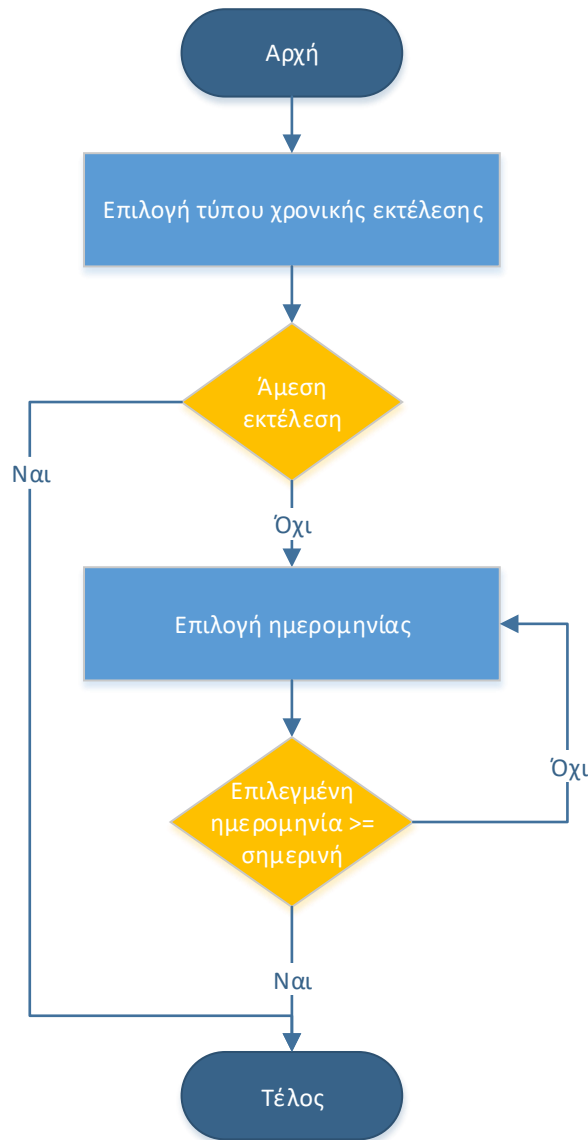 Αρχή
Επιλογή τύπου χρονικής εκτέλεσης
Άμεση
εκτέλεση
Ναι
Όχι
Επιλογή ημερομηνίας
Όχι
Επιλεγμένη
ημερομηνία >=
σημερινή
Ναι
Τέλος